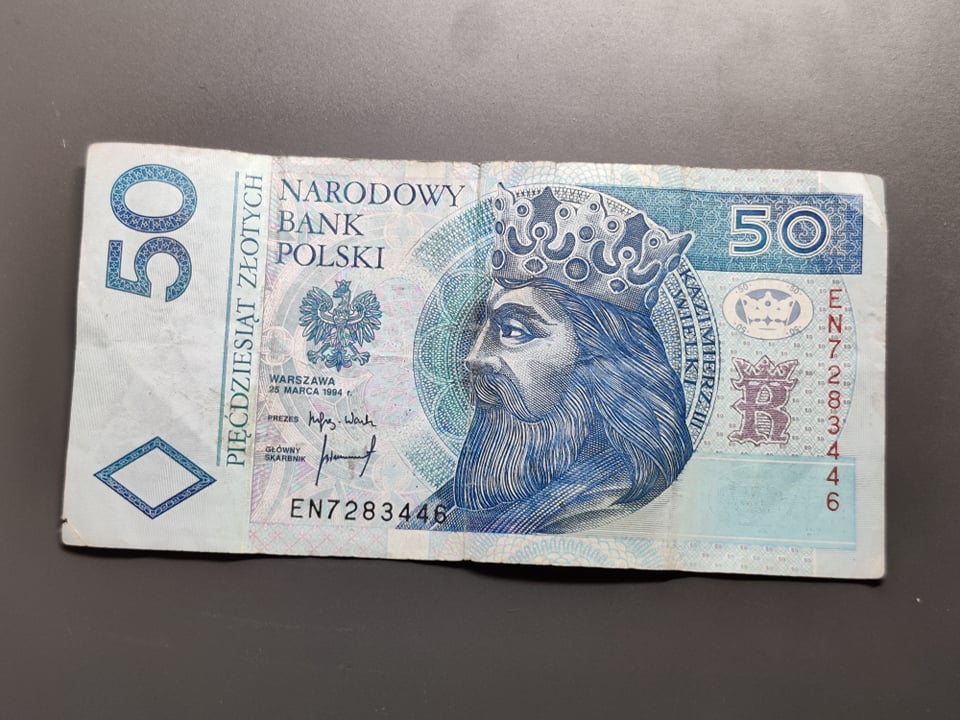 50
PIĘĆDZIESIĄT ZŁOTYCH
NARODOWY
BANK
POLSKI
WARSZAWA
25 MARCA 1994 r.
PREZES
GŁÓWNY
SKARBNIK
EN7283446
KAZIMIERZ III
WIELKI
50
EN7283446